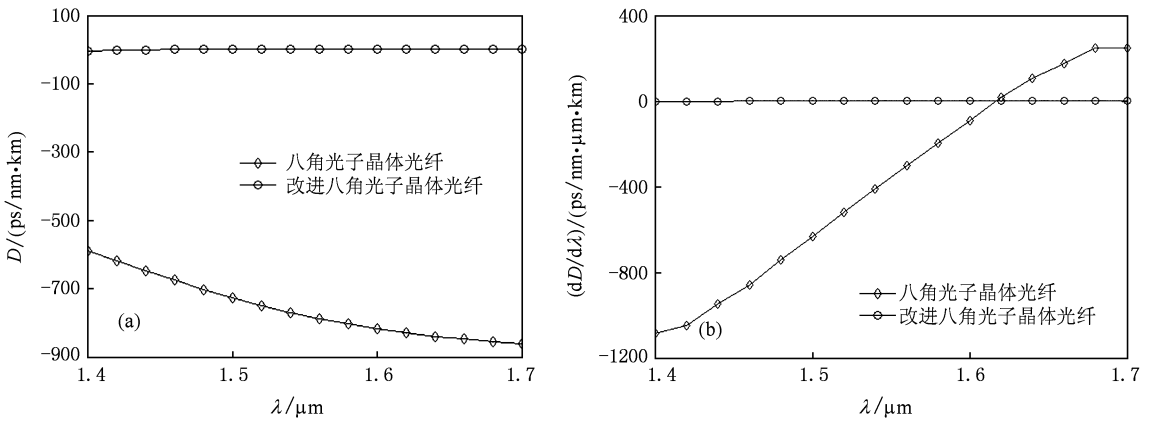 100
-100
-300
-500
-700
-900
D/(ps/nm•km)
八角光子晶体光纤
改进八角光子晶体光纤
(a)
1.4
1.5
1.6
1.7
λ/μm
400
0
-400
-800
-1200
(dD/dλ)/(ps/nm•μm•km)
八角光子晶体光纤
改进八角光子晶体光纤
(b)
1.4
1.5
1.6
1.7
λ/μm